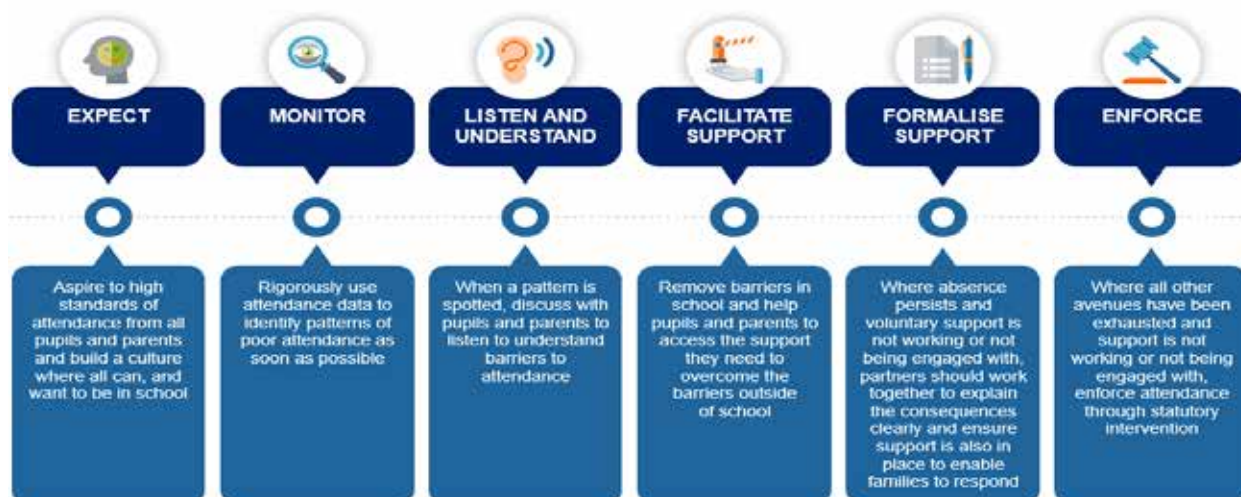 EXPECT
Aspire to high
standards of
attendance from all
pupils and parents
and build a culture
where all can, and
want to be in school
MONITOR
Rigorously use
attendance data to
identify patterns of
poor attendance as
soon as possible
LISTEN AND
UNDERSTAND
When a pattern is
spotted, discuss with
pupils and parents to
listen to understand
barriers to
attendance
FACILITATE
SUPPORT
Remove barriers in
school and help
pupils and parents to
access the support
they need to
overcome the
barriers outside
of school
FORMALISE
SUPPORT
Where absence
persists and
voluntary support is
not working or not
being engaged with,
partners should work
together to explain
the consequences
clearly and ensure
support is also in
place to enable
families to respond
ENFORCE
Where all other
avenues have been
exhausted and
support is not
working or not being
engaged with,
enforce attendance
through statutory
intervention